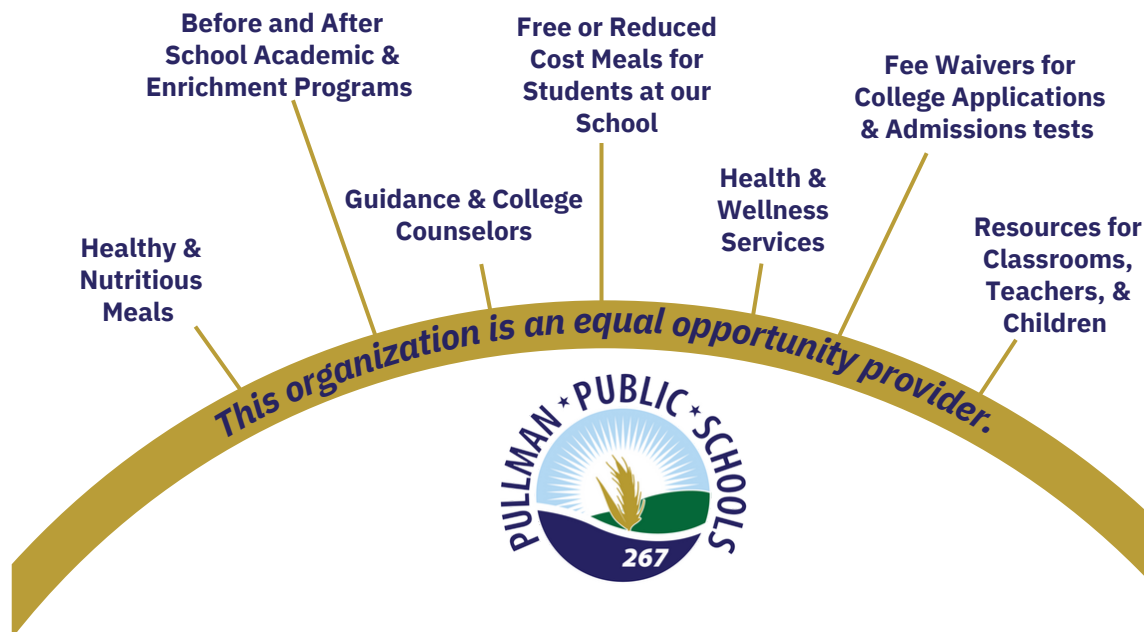 Before and After
School Academic &
Enrichment Programs
Free or Reduced
Cost Meals for
Students at our
School
Fee Waivers for
College Applications
& Admissions tests
Guidance & College
Counselors
Health &
Wellness
Services
Healthy &
Nutritious
Meals
Resources for
Classrooms,
Teachers, &
Children
This organization is an equal opportunity provider.
PULLMAN ★ PUBLIC ★ SCHOOLS
267